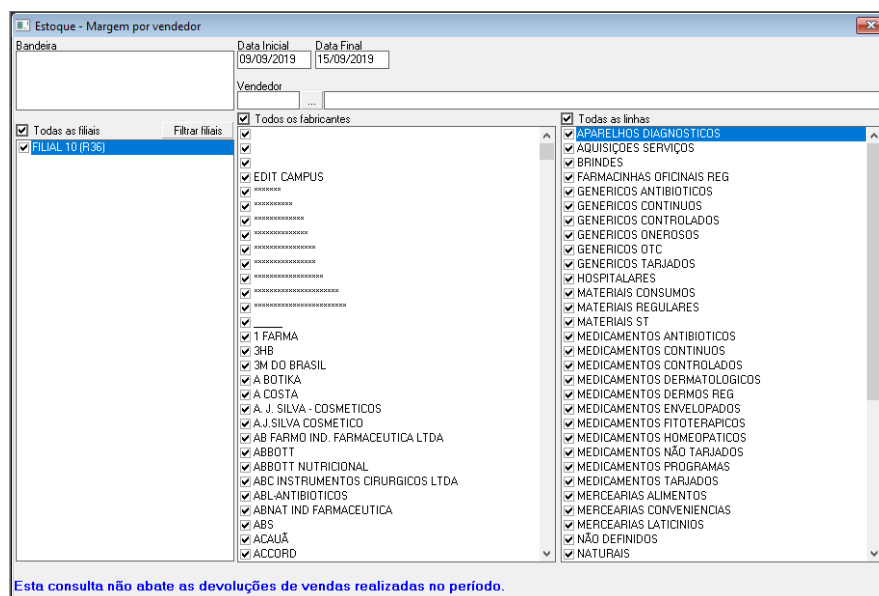 Estoque - Margem por vendedor
Bandeira
Data Inicial Data Final
09/09/2019 15/09/2019
Vendedor
...
Todas as filiais Filtrar filiais
FILIAL 10 (R36)
Todos os fabricantes
EDIT CAMPUS
1 FARMA
3HB
3M DO BRASIL
A BOTIKA
A COSTA
A. J. SILVA - COSMETICOS
A.J.SILVA COSMETICO
AB FARMO IND. FARMACEUTICA LTDA
ABBOTT
ABBOTT NUTRICIONAL
ABC INSTRUMENTOS CIRURGICOS LTDA
ABL-ANTIBIOTICOS
ABNAT IND FARMACEUTICA
ABS
ACAUÃ
ACCORD
Todas as linhas
APARELHOS DIAGNOSTICOS
AQUISIÇOES SERVIÇOS
BRINDES
FARMACINHAS OFICINAIS REG
GENERICOS ANTIBIOTICOS
GENERICOS CONTINUOS
GENERICOS CONTROLADOS
GENERICOS ONEROSOS
GENERICOS OTC
GENERICOS TARJADOS
HOSPITALARES
MATERIAIS CONSUMOS
MATERIAIS REGULARES
MATERIAIS ST
MEDICAMENTOS ANTIBIOTICOS
MEDICAMENTOS CONTINUOS
MEDICAMENTOS CONTROLADOS
MEDICAMENTOS DERMATOLOGICOS
MEDICAMENTOS DERMOS REG
MEDICAMENTOS ENVELOPADOS
MEDICAMENTOS FITOTERAPICOS
MEDICAMENTOS HOMEOPATICOS
MEDICAMENTOS NÃO TARJADOS
MEDICAMENTOS PROGRAMAS
MEDICAMENTOS TARJADOS
MERCEARIAS ALIMENTOS
MERCEARIAS CONVENIENCIAS
MERCEARIAS LATICINIOS
NÃO DEFINIDOS
NATURAIS
Esta consulta não abate as devoluções de vendas realizadas no período.